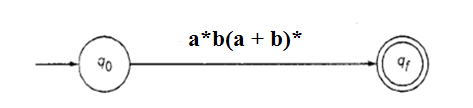 a*b(a + b)*
q0 qf